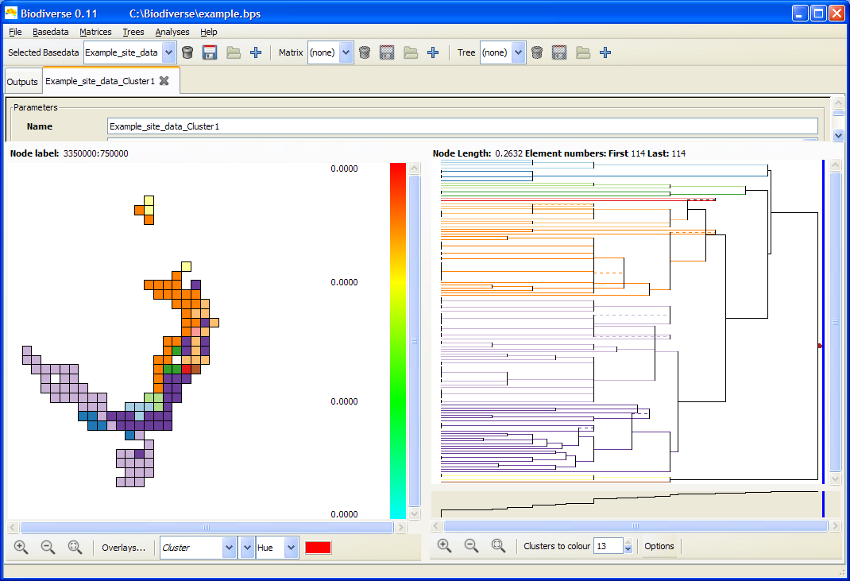 Biodiverse 0.11 C:\Biodiverse\example.bps
File Basedata Matrices Trees Analyses Help
Selected Basedata Example_site_data Matrix (none) Tree (none)
Outputs Example_site_data_Cluster1
Parameters
Name Example_site_data_Cluster1
Node label: 3350000:750000
Node Length: 0.2632 Element numbers: First 114 Last: 114
0.0000
0.0000
0.0000
0.0000
Overlays... Cluster Hue
Clusters to colour 13 Options